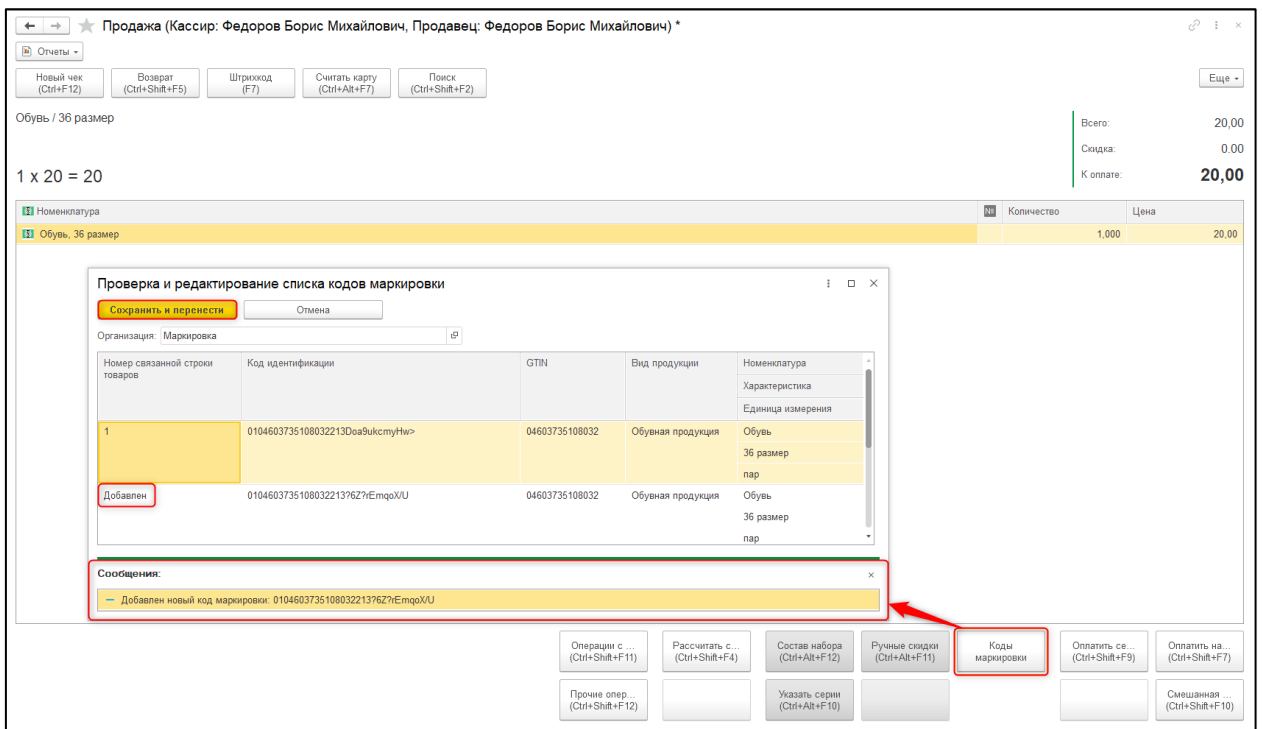 Продажа (Кассир: Федоров Борис Михайлович, Продавец: Федоров Борис Михайлович) *
Отчеты
Новый чек (Ctrl+F12)
Возврат (Ctrl+Shift+F5)
Штрихкод (F7)
Считать карту (Ctrl+Alt+F7)
Поиск (Ctrl+Shift+F2)
Еще
Обувь / 36 размер
Всего: 20,00
Скидка: 0.00
1 x 20 = 20
К оплате: 20,00
Номенклатура
N#
Количество
Цена
Обувь, 36 размер
1,000
20,00
Проверка и редактирование списка кодов маркировки
Сохранить и перенести
Отмена
Организация: Маркировка
Номер связанной строки товаров
Код идентификации
GTIN
Вид продукции
Номенклатура
Характеристика
Единица измерения
1
0104603735108032213Doa9ukcmyHw>
04603735108032
Обувная продукция
Обувь
36 размер
пар
Добавлен
0104603735108032213?6Z?rEmqoX/U
04603735108032
Обувная продукция
Обувь
36 размер
пар
Сообщения:
— Добавлен новый код маркировки: 0104603735108032213?6Z?rEmqoX/U
Операции с ... (Ctrl+Shift+F11)
Рассчитать с... (Ctrl+Shift+F4)
Состав набора (Ctrl+Alt+F12)
Ручные скидки (Ctrl+Alt+F11)
Коды маркировки
Оплатить се... (Ctrl+Shift+F9)
Оплатить на... (Ctrl+Shift+F7)
Прочие опер... (Ctrl+Shift+F12)
Указать серии (Ctrl+Alt+F10)
Смешанная ... (Ctrl+Shift+F10)